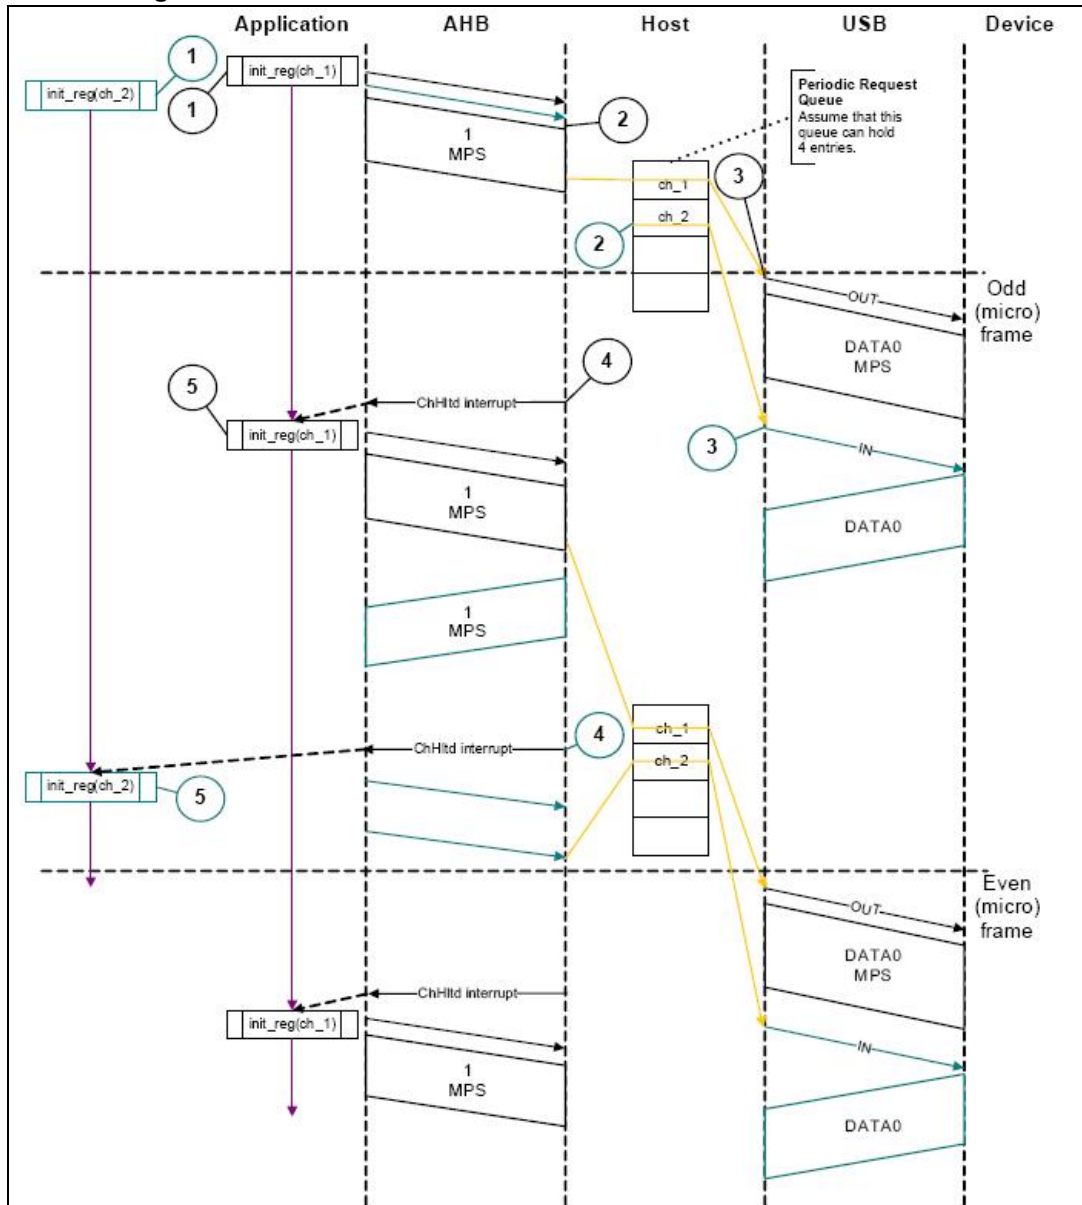 Application AHB Host USB Device
1
init_reg(ch_1)
init_reg(ch_2)
1
Periodic Request
Queue
Assume that this
queue can hold
4 entries.
2
1
MPS
3
ch_1
ch_2
2
Odd
(micro)
frame
OUT
DATA0
MPS
4
5
ChHltd interrupt
init_reg(ch_1)
3
IN
1
MPS
DATA0
1
MPS
ch_1
4
ChHltd interrupt
ch_2
init_reg(ch_2)
5
Even
(micro)
frame
OUT
DATA0
MPS
ChHltd interrupt
init_reg(ch_1)
IN
1
MPS
DATA0